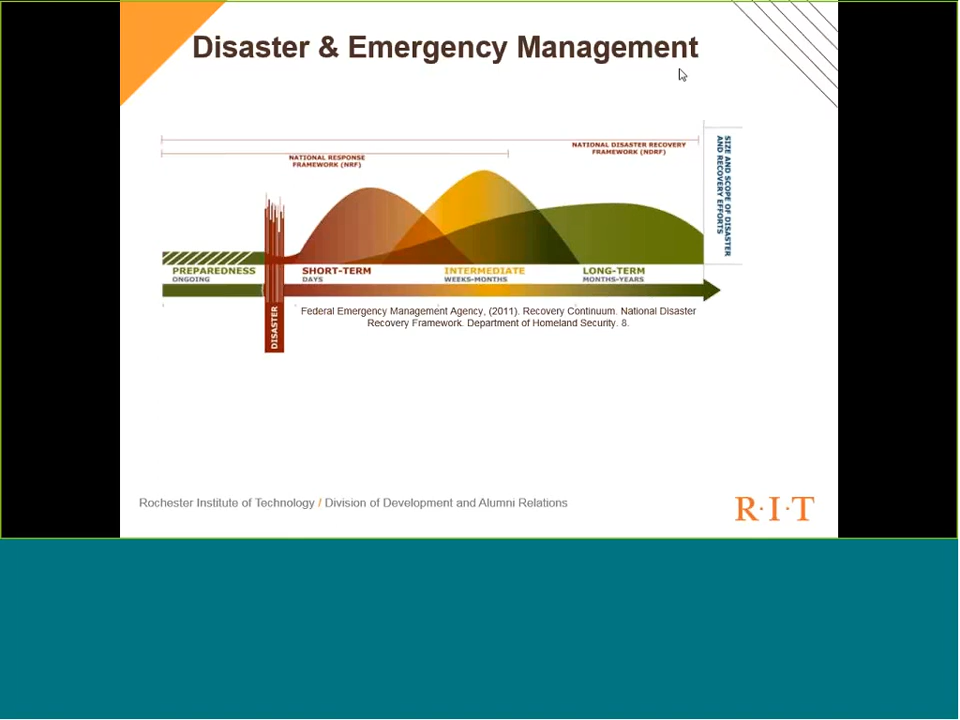 Disaster & Emergency Management
NATIONAL RESPONSE
FRAMEWORK (NRF)
NATIONAL DISASTER RECOVERY
FRAMEWORK (NDRF)
SIZE AND SCOPE OF DISASTER
AND RECOVERY EFFORTS
PREPAREDNESS
ONGOING
SHORT-TERM
DAYS
INTERMEDIATE
WEEKS-MONTHS
LONG-TERM
MONTHS-YEARS
DISASTER
Federal Emergency Management Agency, (2011). Recovery Continuum. National Disaster
Recovery Framework. Department of Homeland Security. 8.
Rochester Institute of Technology / Division of Development and Alumni Relations
R·I·T